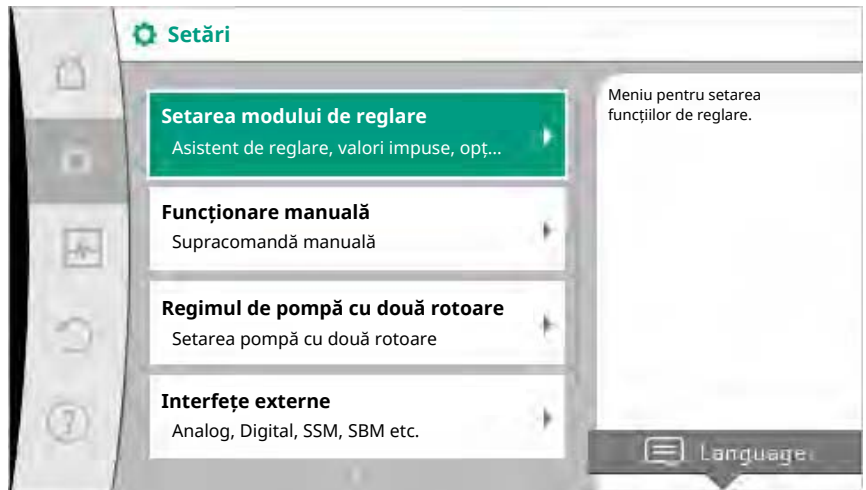 Setări
Setarea modului de reglare
Asistent de reglare, valori impuse, opț...
Funcționare manuală
Supracomandă manuală
Regimul de pompă cu două rotoare
Setarea pompă cu două rotoare
Interfețe externe
Analog, Digital, SSM, SBM etc.
Meniu pentru setarea
funcțiilor de reglare.
Language